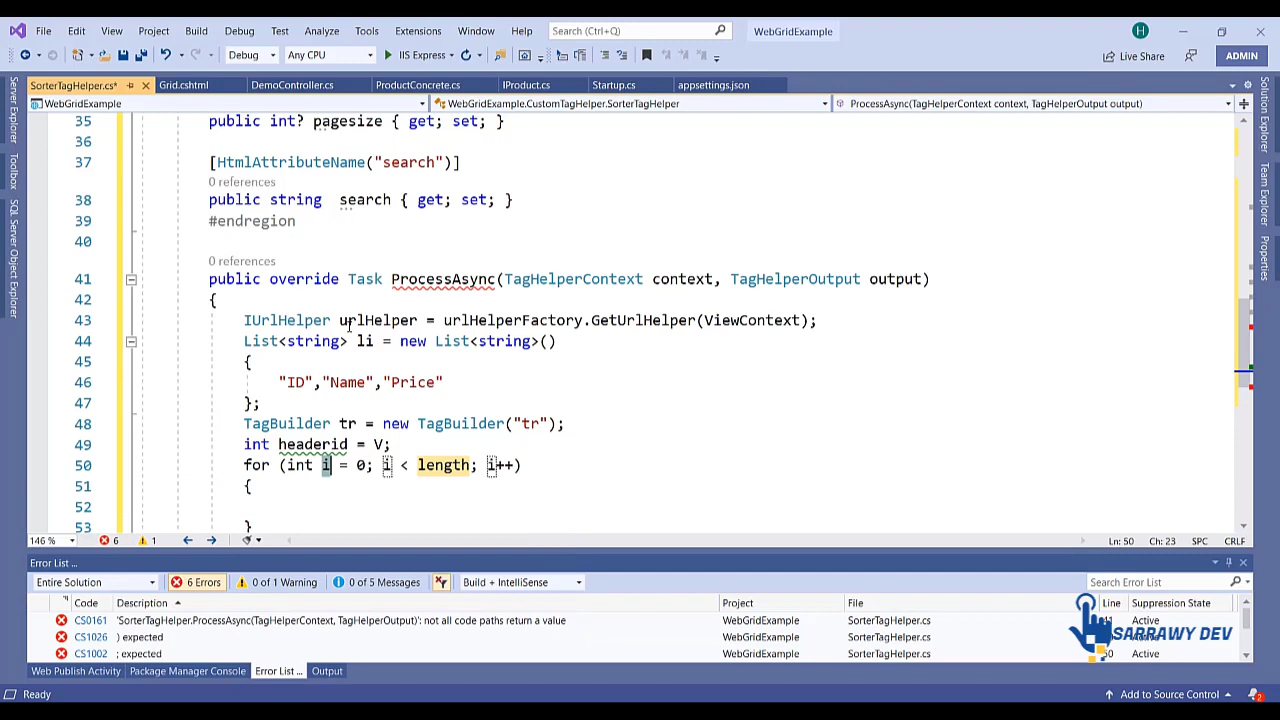 File Edit View Project Build Debug Test Analyze Tools Extensions Window Help Search (Ctrl+Q) WebGridExample H
Debug Any CPU IIS Express Live Share ADMIN
SorterTagHelper.cs* Grid.cshtml DemoController.cs ProductConcrete.cs IProduct.cs Startup.cs appsettings.json
WebGridExample WebGridExample.CustomTagHelper.SorterTagHelper ProcessAsync(TagHelperContext context, TagHelperOutput output)
Server Explorer
Toolbox
SQL Server Object Explorer
Solution Explorer
Team Explorer
Properties
35 public int? pagesize { get; set; }
36
37 [HtmlAttributeName("search")]
0 references
38 public string search { get; set; }
39 #endregion
40
0 references
41 public override Task ProcessAsync(TagHelperContext context, TagHelperOutput output)
42 {
43 IUrlHelper urlHelper = urlHelperFactory.GetUrlHelper(ViewContext);
44 List<string> li = new List<string>()
45 {
46 "ID","Name","Price"
47 };
48 TagBuilder tr = new TagBuilder("tr");
49 int headerid = V;
50 for (int i = 0; i < length; i++)
51 {
52
53 }
146 % 6 1 Ln: 50 Ch: 23 SPC CRLF
Error List ...
Entire Solution 6 Errors 0 of 1 Warning 0 of 5 Messages Build + IntelliSense Search Error List
Code Description Project File Line Suppression State
CS0161 'SorterTagHelper.ProcessAsync(TagHelperContext, TagHelperOutput)': not all code paths return a value WebGridExample SorterTagHelper.cs Active
CS1026 ) expected WebGridExample SorterTagHelper.cs Active
CS1002 ; expected WebGridExample SorterTagHelper.cs Active
SARRAWY DEV
Web Publish Activity Package Manager Console Error List ... Output
Ready Add to Source Control 2